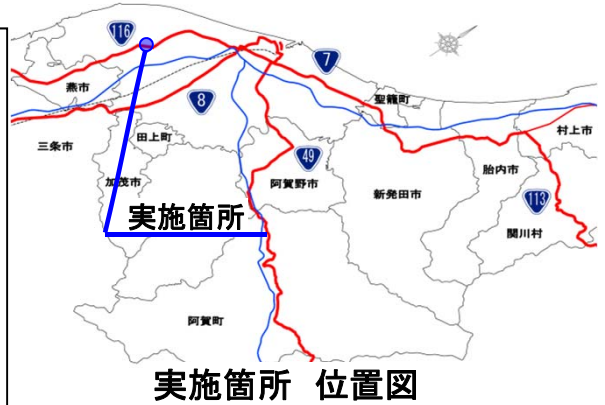 116
7
燕市
8
聖籠町
三条市
田上町
村上市
49
加茂市
阿賀野市
新発田市
胎内市
113
実施箇所
関川村
阿賀町
実施箇所 位置図